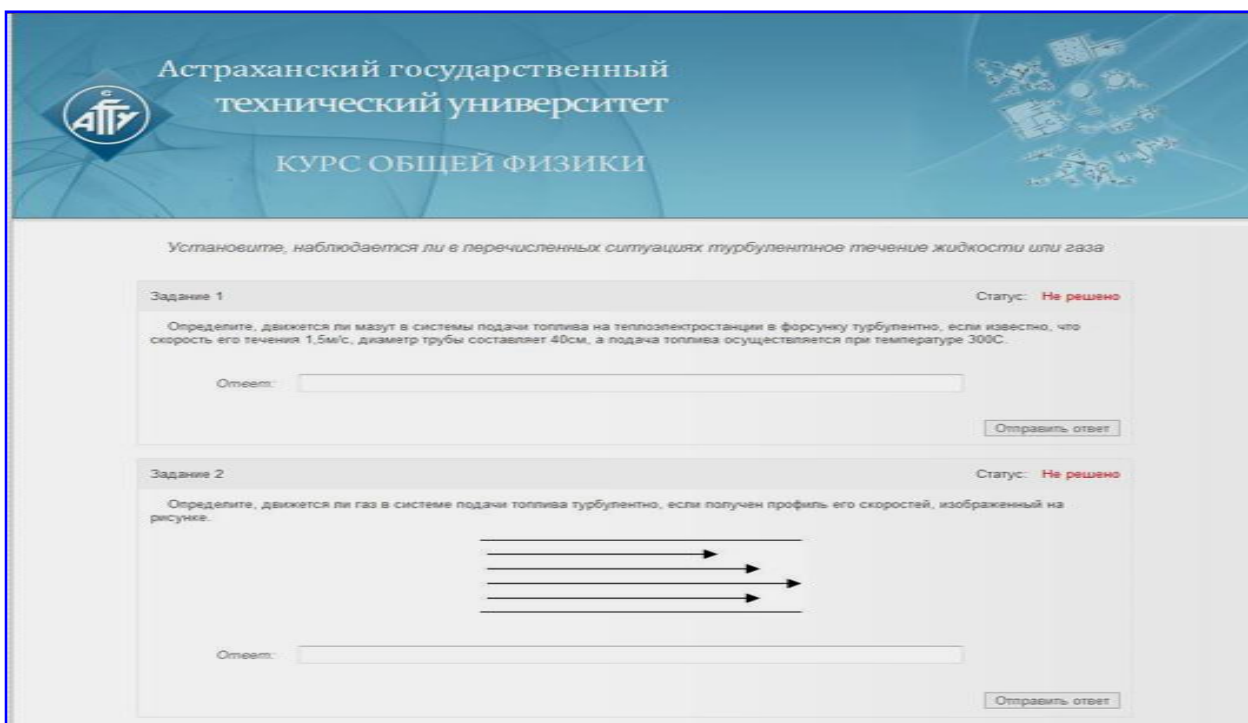 Астраханский государственный
технический университет
АГТУ
КУРС ОБЩЕЙ ФИЗИКИ
Установите, наблюдается ли в перечисленных ситуациях турбулентное течение жидкости или газа
Задание 1 Статус: Не решено
Определите, движется ли мазут в системы подачи топлива на теплоэлектростанции в форсунку турбулентно, если известно, что
скорость его течения 1,5м/с, диаметр трубы составляет 40см, а подача топлива осуществляется при температуре 300С.
Ответ:
Отправить ответ
Задание 2 Статус: Не решено
Определите, движется ли газ в системе подачи топлива турбулентно, если получен профиль его скоростей, изображенный на
рисунке.
Ответ:
Отправить ответ